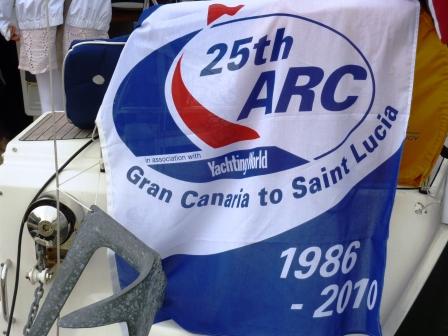 25th
ARC
in association with YachtingWorld
Gran Canaria to Saint Lucia
1986
- 2010